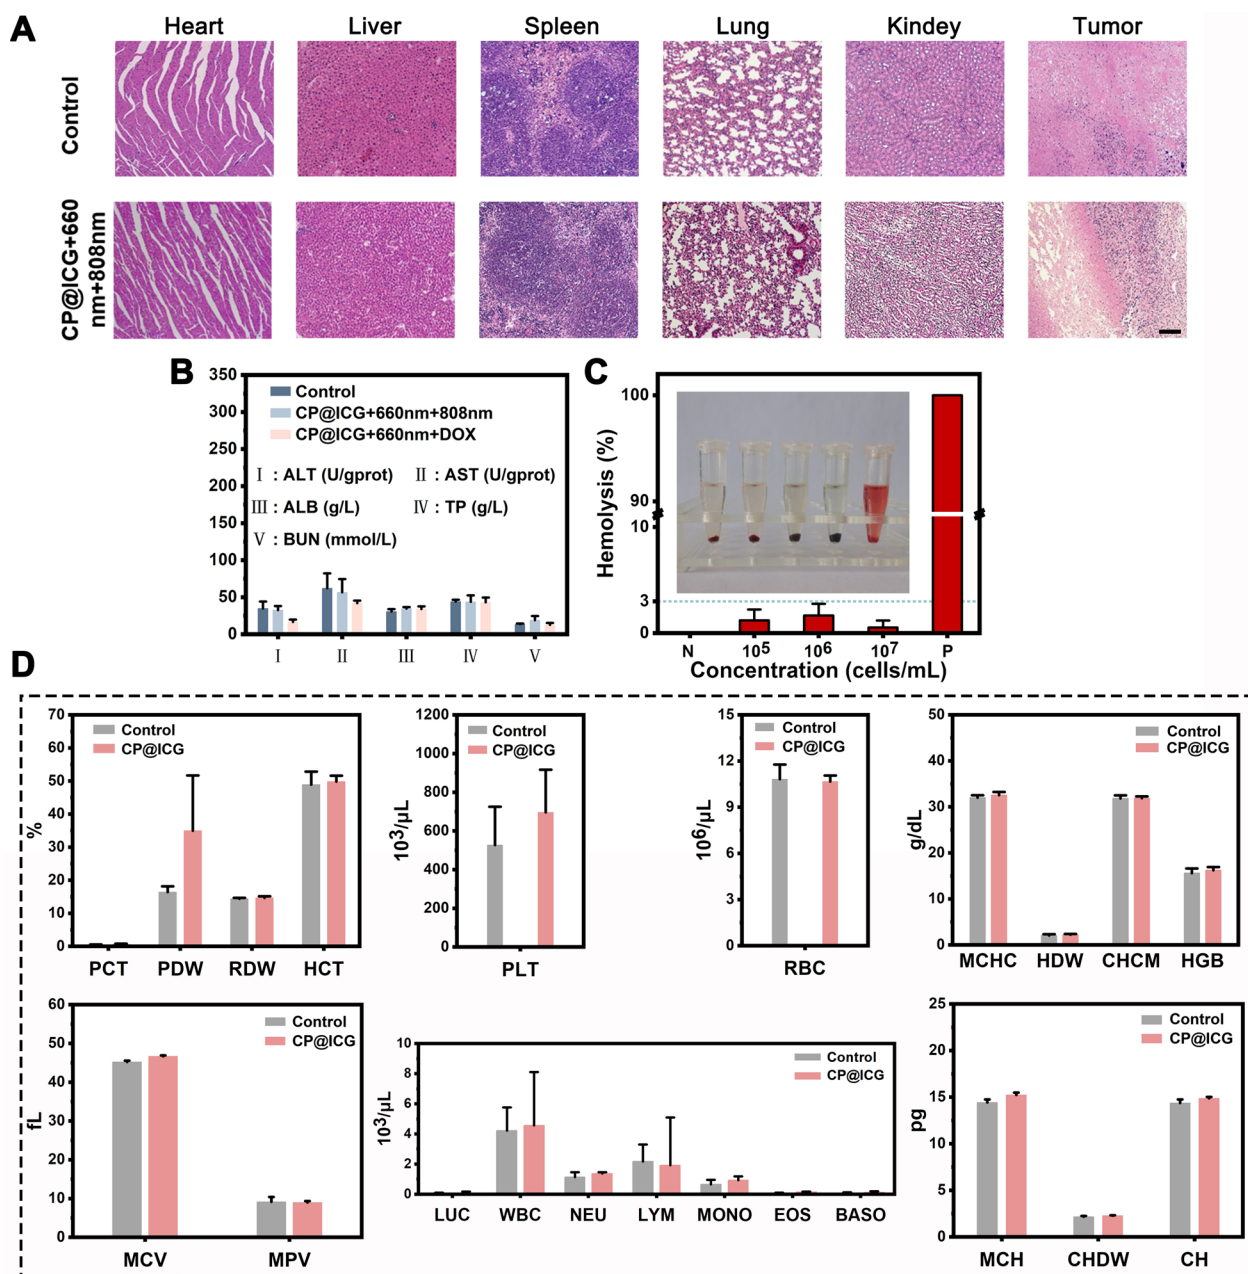 A
Heart Liver Spleen Lung Kindey Tumor
Control
CP@ICG+660
nm+808nm
B
350
300
250
200
150
100
50
0
Control
CP@ICG+660nm+808nm
CP@ICG+660nm+DOX
Ⅰ : ALT (U/gprot) Ⅱ : AST (U/gprot)
Ⅲ : ALB (g/L) Ⅳ : TP (g/L)
Ⅴ : BUN (mmol/L)
Ⅰ Ⅱ Ⅲ Ⅳ Ⅴ
C
Hemolysis (%)
100
90
10
3
0
N 10⁵ 10⁶ 10⁷ P
Concentration (cells/mL)
D
%
70
60
50
40
30
20
10
0
Control
CP@ICG
PCT PDW RDW HCT
10³/μL
1200
1000
800
600
400
200
0
Control
CP@ICG
PLT
10⁶/μL
15
12
9
6
3
0
Control
CP@ICG
RBC
g/dL
50
40
30
20
10
0
Control
CP@ICG
MCHC HDW CHCM HGB
fL
60
50
40
30
20
10
0
Control
CP@ICG
MCV MPV
10³/μL
10
8
6
4
2
0
Control
CP@ICG
LUC WBC NEU LYM MONO EOS BASO
pg
25
20
15
10
5
0
Control
CP@ICG
MCH CHDW CH